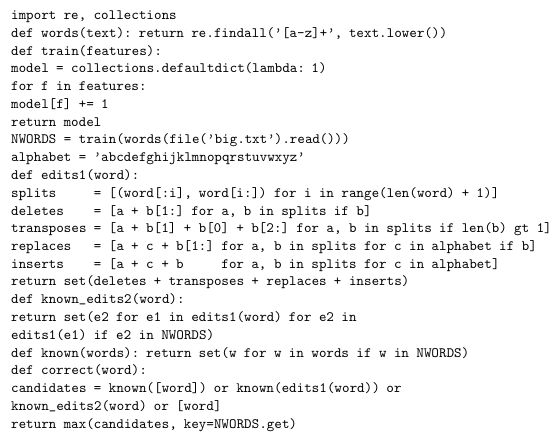 import re, collections
def words(text): return re.findall('[a-z]+', text.lower())
def train(features):
model = collections.defaultdict(lambda: 1)
for f in features:
model[f] += 1
return model
NWORDS = train(words(file('big.txt').read()))
alphabet = 'abcdefghijklmnopqrstuvwxyz'
def edits1(word):
splits     = [(word[:i], word[i:]) for i in range(len(word) + 1)]
deletes    = [a + b[1:] for a, b in splits if b]
transposes = [a + b[1] + b[0] + b[2:] for a, b in splits if len(b) gt 1]
replaces   = [a + c + b[1:] for a, b in splits for c in alphabet if b]
inserts    = [a + c + b     for a, b in splits for c in alphabet]
return set(deletes + transposes + replaces + inserts)
def known_edits2(word):
return set(e2 for e1 in edits1(word) for e2 in
edits1(e1) if e2 in NWORDS)
def known(words): return set(w for w in words if w in NWORDS)
def correct(word):
candidates = known([word]) or known(edits1(word)) or
known_edits2(word) or [word]
return max(candidates, key=NWORDS.get)